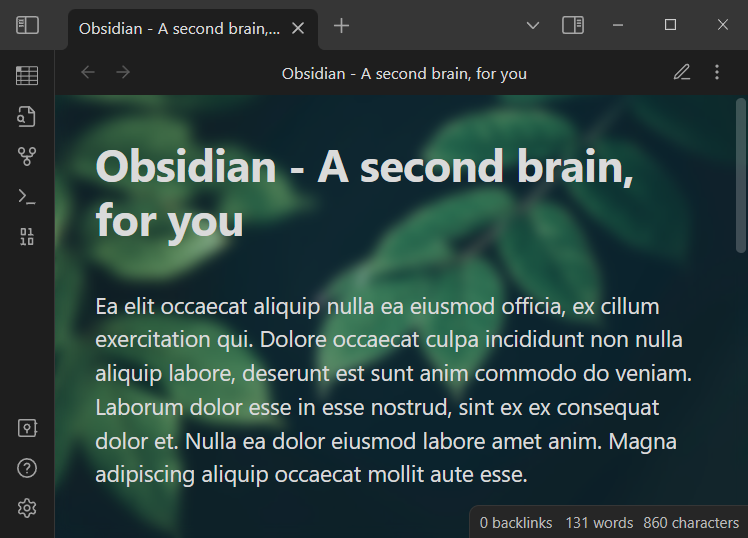 Obsidian - A second brain,...
Obsidian - A second brain, for you
Obsidian - A second brain,
for you
Ea elit occaecat aliquip nulla ea eiusmod officia, ex cillum
exercitation qui. Dolore occaecat culpa incididunt non nulla
aliquip labore, deserunt est sunt anim commodo do veniam.
Laborum dolor esse in esse nostrud, sint ex ex consequat
dolor et. Nulla ea dolor eiusmod labore amet anim. Magna
adipiscing aliquip occaecat mollit aute esse.
0 backlinks 131 words 860 characters